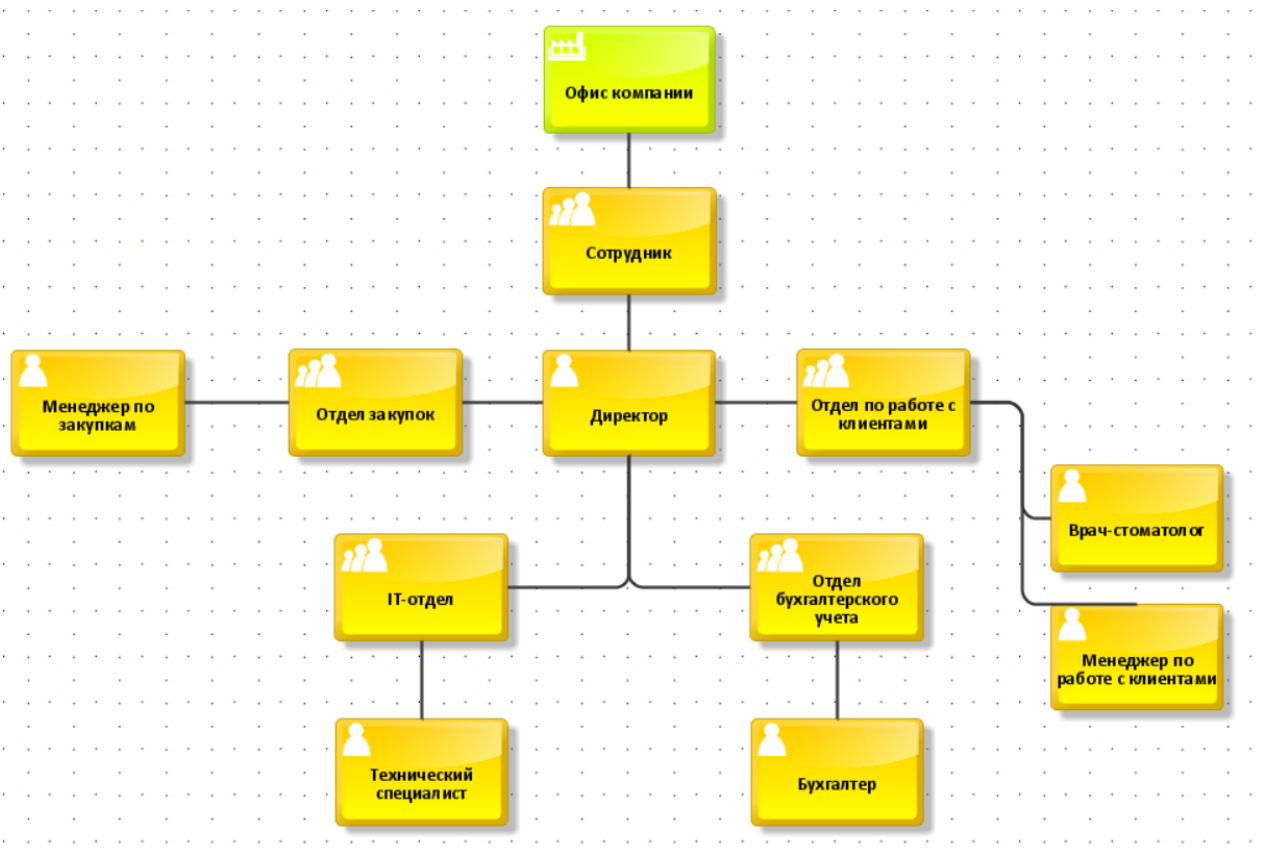 Офис компании
Сотрудник
Менеджер по
закупкам
Отдел закупок
Директор
Отдел по работе с
клиентами
Врач-стоматолог
IT-отдел
Отдел
бухгалтерского
учета
Менеджер по
работе с клиентами
Технический
специалист
Бухгалтер